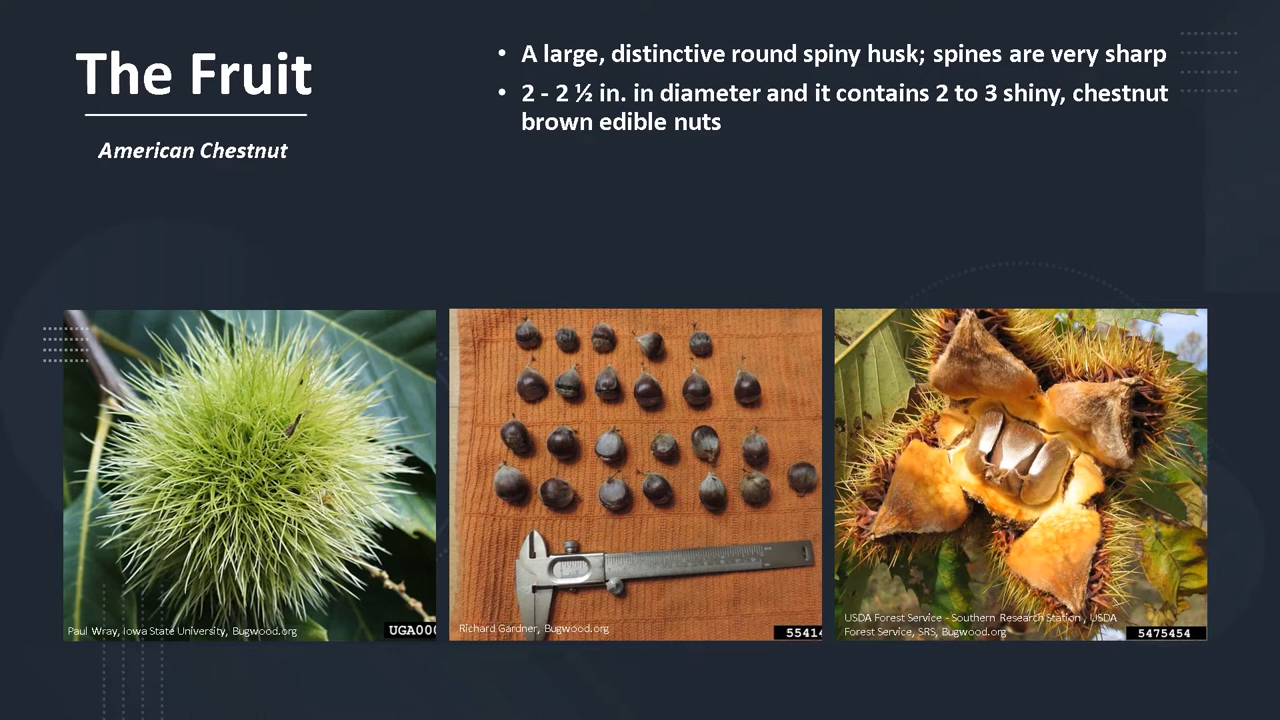 The Fruit
American Chestnut
• A large, distinctive round spiny husk; spines are very sharp
• 2 - 2 ½ in. in diameter and it contains 2 to 3 shiny, chestnut
brown edible nuts
Paul Wray, Iowa State University, Bugwood.org
UGA000
Richard Gardner, Bugwood.org
55414
USDA Forest Service - Southern Research Station , USDA
Forest Service, SRS, Bugwood.org
5475454